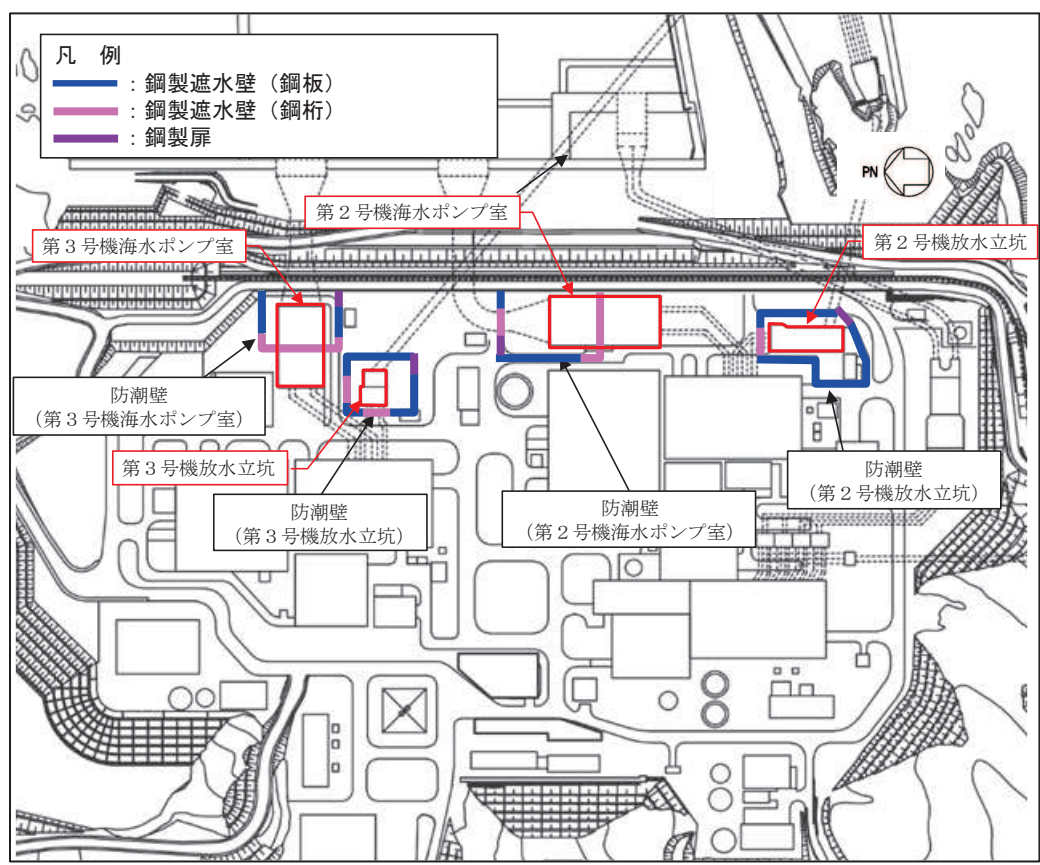 凡 例
：鋼製遮水壁（鋼板）
：鋼製遮水壁（鋼桁）
：鋼製扉
PN
第２号機海水ポンプ室
第３号機海水ポンプ室
第２号機放水立坑
防潮壁
（第３号機海水ポンプ室）
第３号機放水立坑
防潮壁
（第３号機放水立坑）
防潮壁
（第２号機海水ポンプ室）
防潮壁
（第２号機放水立坑）